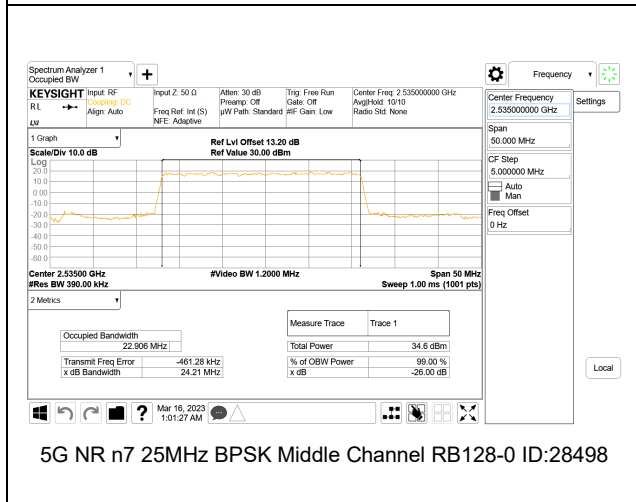 Spectrum Analyzer 1
Occupied BW
+
Frequency
KEYSIGHT Input: RF Input Z: 50 Ω Atten: 30 dB Trig: Free Run Center Freq: 2.535000000 GHz
RL Coupling: DC Preamp: Off Gate: Off Avg|Hold: 10/10
Align: Auto Freq Ref: Int (S) µW Path: Standard #IF Gain: Low Radio Std: None
NFE: Adaptive
Center Frequency
2.535000000 GHz
Settings
Span
50.000 MHz
CF Step
5.000000 MHz
Auto
Man
Freq Offset
0 Hz
Local
1 Graph
Ref Lvl Offset 13.20 dB
Scale/Div 10.0 dB Ref Value 30.00 dBm
Log
20.0
10.0
0.00
-10.0
-20.0
-30.0
-40.0
-50.0
-60.0
Center 2.53500 GHz #Video BW 1.2000 MHz Span 50 MHz
#Res BW 390.00 kHz Sweep 1.00 ms (1001 pts)
2 Metrics
Measure Trace Trace 1
Occupied Bandwidth
22.906 MHz Total Power 34.6 dBm
Transmit Freq Error -461.28 kHz % of OBW Power 99.00 %
x dB Bandwidth 24.21 MHz x dB -26.00 dB
? Mar 16, 2023
1:01:27 AM
5G NR n7 25MHz BPSK Middle Channel RB128-0 ID:28498